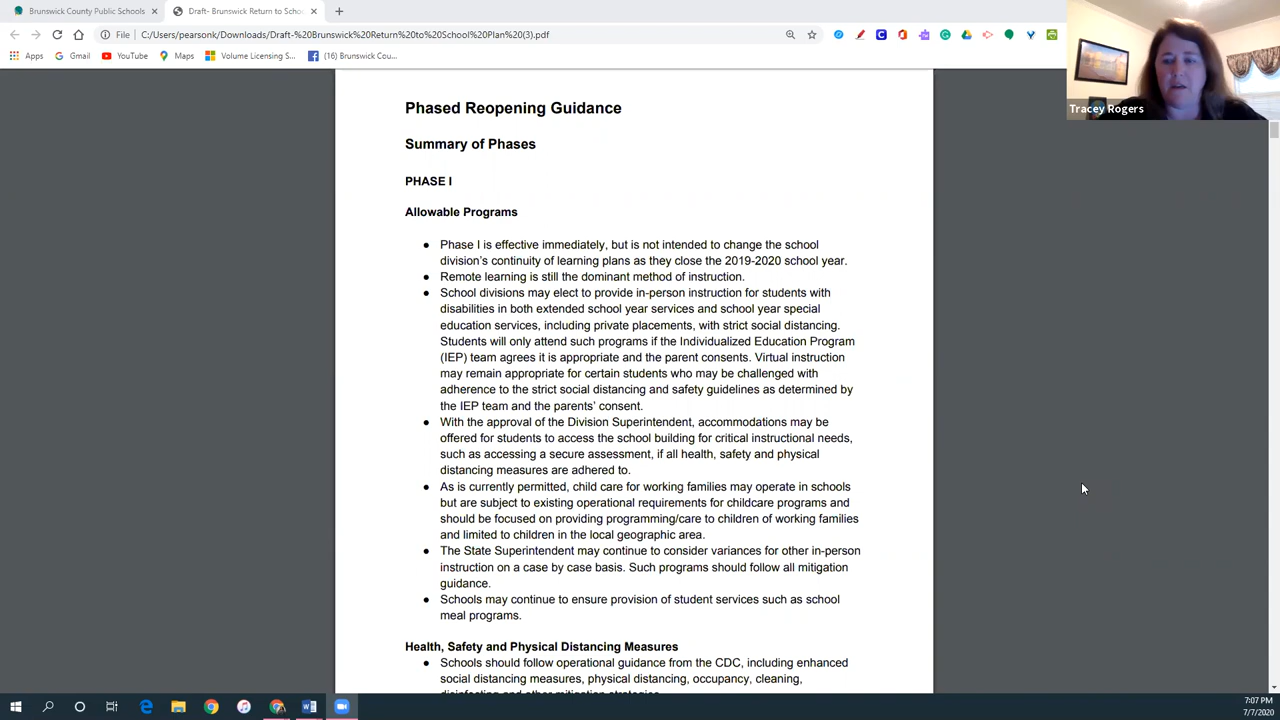 Brunswick County Public Schools
Draft- Brunswick Return to Schoo
File
C:/Users/pearsonk/Downloads/Draft-%20Brunswick%20Return%20to%20School%20Plan%20(3).pdf
Apps
Gmail
YouTube
Maps
Volume Licensing S...
(16) Brunswick Cou...
Tracey Rogers
Phased Reopening Guidance
Summary of Phases
PHASE I
Allowable Programs
● Phase I is effective immediately, but is not intended to change the school
division's continuity of learning plans as they close the 2019-2020 school year.
● Remote learning is still the dominant method of instruction.
● School divisions may elect to provide in-person instruction for students with
disabilities in both extended school year services and school year special
education services, including private placements, with strict social distancing.
Students will only attend such programs if the Individualized Education Program
(IEP) team agrees it is appropriate and the parent consents. Virtual instruction
may remain appropriate for certain students who may be challenged with
adherence to the strict social distancing and safety guidelines as determined by
the IEP team and the parents' consent.
● With the approval of the Division Superintendent, accommodations may be
offered for students to access the school building for critical instructional needs,
such as accessing a secure assessment, if all health, safety and physical
distancing measures are adhered to.
● As is currently permitted, child care for working families may operate in schools
but are subject to existing operational requirements for childcare programs and
should be focused on providing programming/care to children of working families
and limited to children in the local geographic area.
● The State Superintendent may continue to consider variances for other in-person
instruction on a case by case basis. Such programs should follow all mitigation
guidance.
● Schools may continue to ensure provision of student services such as school
meal programs.
Health, Safety and Physical Distancing Measures
● Schools should follow operational guidance from the CDC, including enhanced
social distancing measures, physical distancing, occupancy, cleaning,
disinfecting and other mitigation strategies.
7:07 PM
7/7/2020